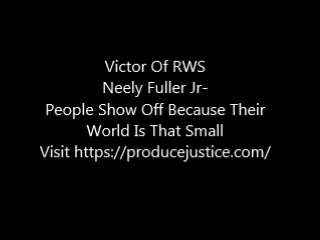 Victor Of RWS
Neely Fuller Jr-
People Show Off Because Their
World Is That Small
Visit https://producejustice.com/